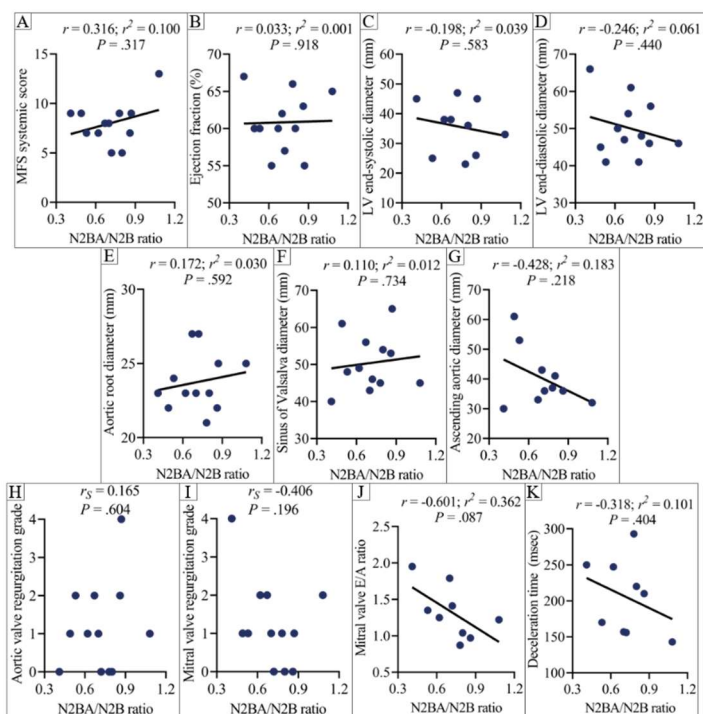 A
r = 0.316; r² = 0.100
P = .317
MFS systemic score
15
10
5
0
0.3 0.6 0.9 1.2
N2BA/N2B ratio
B
r = 0.033; r² = 0.001
P = .918
Ejection fraction (%)
70
65
60
55
50
0.3 0.6 0.9 1.2
N2BA/N2B ratio
C
r = -0.198; r² = 0.039
P = .583
LV end-systolic diameter (mm)
60
40
20
0
0.3 0.6 0.9 1.2
N2BA/N2B ratio
D
r = -0.246; r² = 0.061
P = .440
LV end-diastolic diameter (mm)
70
60
50
40
30
0.3 0.6 0.9 1.2
N2BA/N2B ratio
E
r = 0.172; r² = 0.030
P = .592
Aortic root diameter (mm)
30
25
20
0.3 0.6 0.9 1.2
N2BA/N2B ratio
F
r = 0.110; r² = 0.012
P = .734
Sinus of Valsalva diameter (mm)
70
60
50
40
30
0.3 0.6 0.9 1.2
N2BA/N2B ratio
G
r = -0.428; r² = 0.183
P = .218
Ascending aortic diameter (mm)
70
60
50
40
30
20
0.3 0.6 0.9 1.2
N2BA/N2B ratio
H
rS = 0.165
P = .604
Aortic valve regurgitation grade
4
3
2
1
0
0.3 0.6 0.9 1.2
N2BA/N2B ratio
I
rS = -0.406
P = .196
Mitral valve regurgitation grade
4
3
2
1
0
0.3 0.6 0.9 1.2
N2BA/N2B ratio
J
r = -0.601; r² = 0.362
P = .087
Mitral valve E/A ratio
2.5
2.0
1.5
1.0
0.5
0.3 0.6 0.9 1.2
N2BA/N2B ratio
K
r = -0.318; r² = 0.101
P = .404
Deceleration time (msec)
300
250
200
150
100
0.3 0.6 0.9 1.2
N2BA/N2B ratio